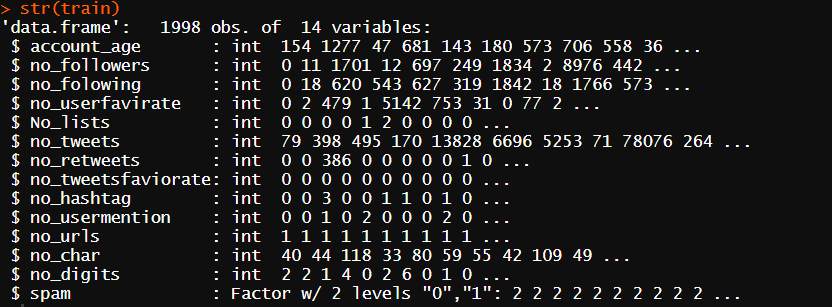 > str(train)
'data.frame':   1998 obs. of  14 variables:
 $ account_age       : int  154 1277 47 681 143 180 573 706 558 36 ...
 $ no_followers      : int  0 11 1701 12 697 249 1834 2 8976 442 ...
 $ no_folowing       : int  0 18 620 543 627 319 1842 18 1766 573 ...
 $ no_userfavirate   : int  0 2 479 1 5142 753 31 0 77 2 ...
 $ No_lists          : int  0 0 0 0 1 2 0 0 0 0 ...
 $ no_tweets         : int  79 398 495 170 13828 6696 5253 71 78076 264 ...
 $ no_retweets       : int  0 0 386 0 0 0 0 0 1 0 ...
 $ no_tweetsfaviorate: int  0 0 0 0 0 0 0 0 0 0 ...
 $ no_hashtag        : int  0 0 3 0 0 1 1 0 1 0 ...
 $ no_usermention    : int  0 0 1 0 2 0 0 0 2 0 ...
 $ no_urls           : int  1 1 1 1 1 1 1 1 1 1 ...
 $ no_char           : int  40 44 118 33 80 59 55 42 109 49 ...
 $ no_digits         : int  2 2 1 4 0 2 6 0 1 0 ...
 $ spam              : Factor w/ 2 levels "0","1": 2 2 2 2 2 2 2 2 2 2 ...